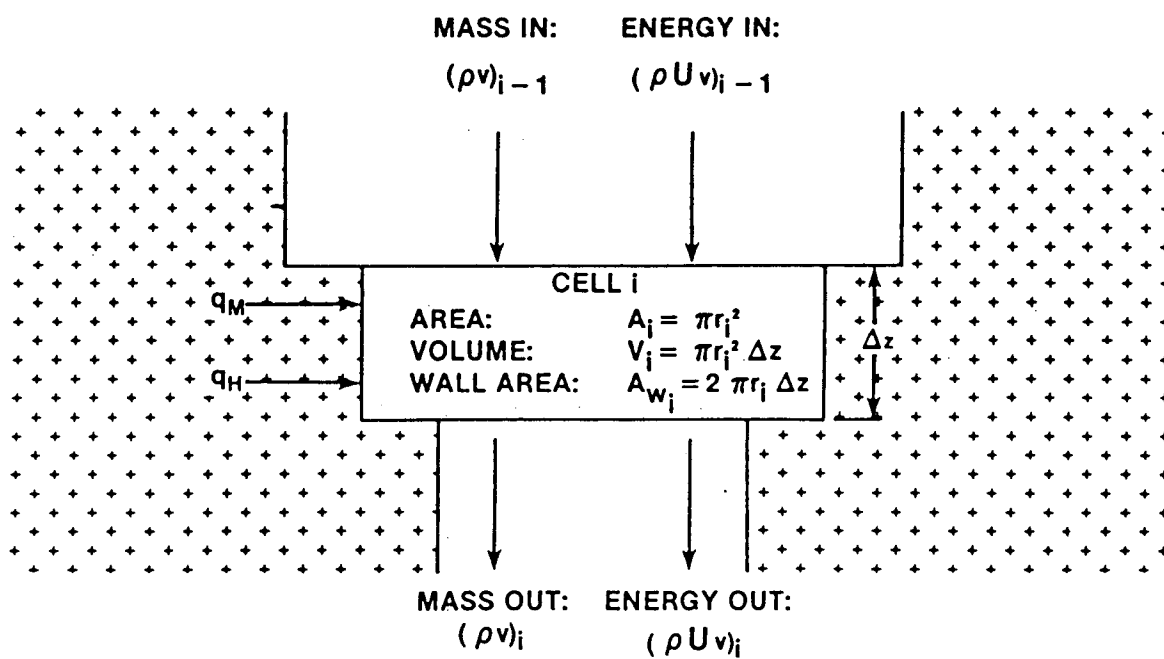 MASS IN: ENERGY IN:
(ρv)i − 1 (ρUv)i − 1
CELL i
qM
AREA: Ai = πri²
VOLUME: Vi = πri² Δz
Δz
qH
WALL AREA: Awi = 2 πri Δz
MASS OUT: ENERGY OUT:
(ρv)i (ρUv)i